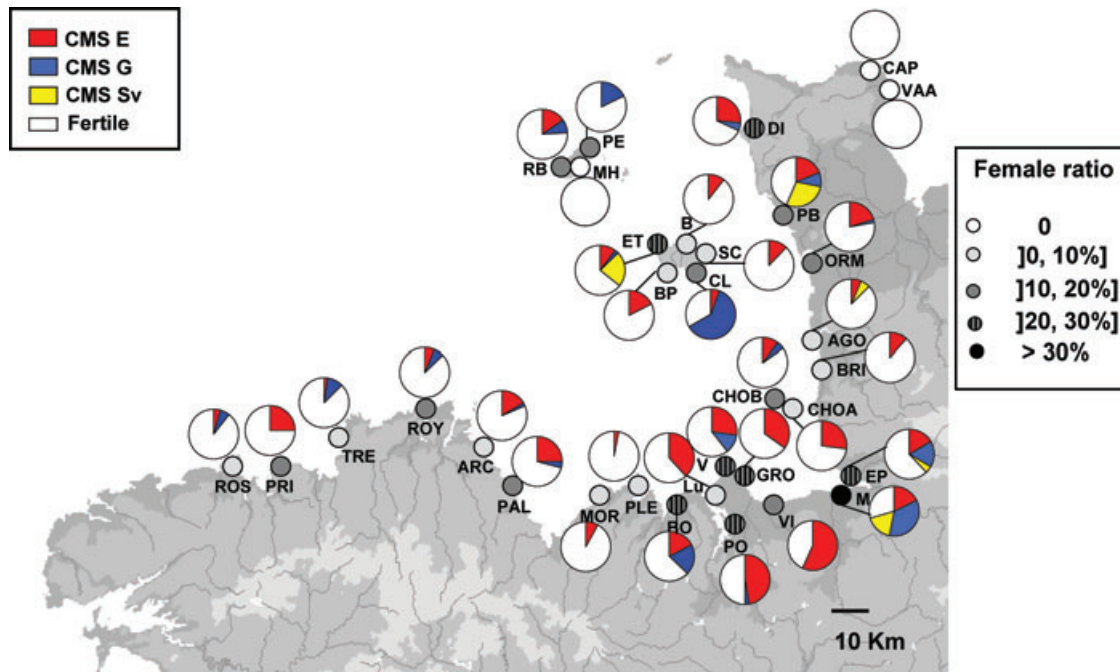 CMS E
CMS G
CMS Sv
Fertile
CAP
VAA
PE
RB
MH
DI
PB
B
ET
SC
ORM
BP
CL
AGO
BRI
CHOB
CHOA
ROY
TRE
ARC
V
GRO
EP
ROS
PRI
PAL
MOR
PLE
Lu
M
BO
VI
PO
10 Km
Female ratio
0
]0, 10%]
]10, 20%]
]20, 30%]
> 30%